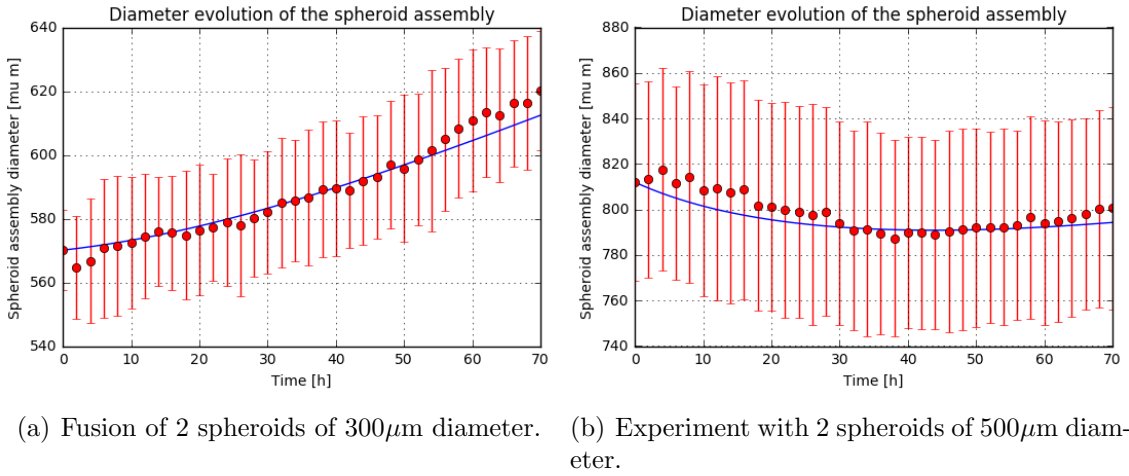 Diameter evolution of the spheroid assembly
640
620
600
580
560
540
Spheroid assembly diameter [mu m]
0 10 20 30 40 50 60 70
Time [h]
(a) Fusion of 2 spheroids of 300μm diameter.
Diameter evolution of the spheroid assembly
880
860
840
820
800
780
760
740
Spheroid assembly diameter [mu m]
0 10 20 30 40 50 60 70
Time [h]
(b) Experiment with 2 spheroids of 500μm diam-
eter.